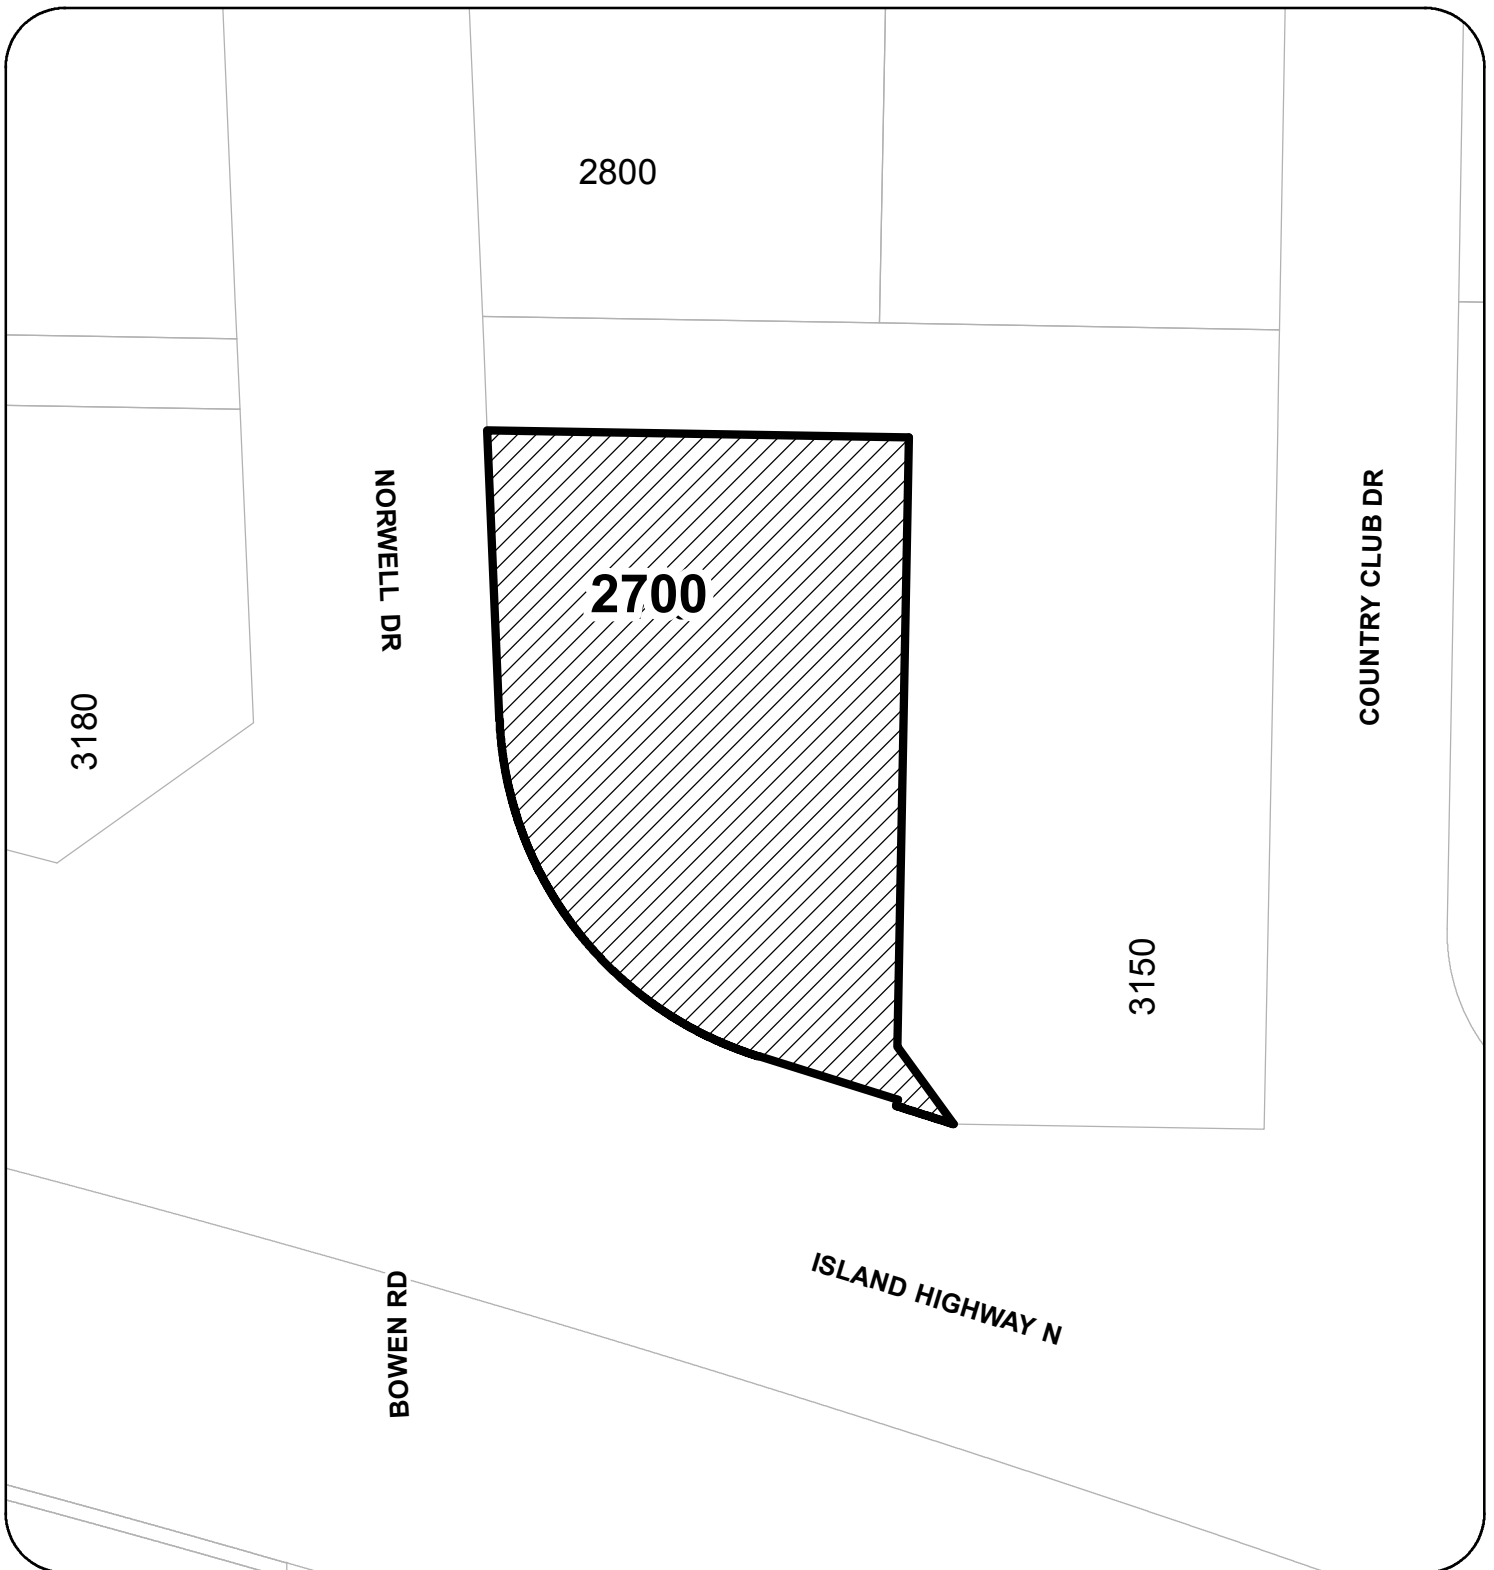 2800
NORWELL DR
COUNTRY CLUB DR
2700
3180
3150
ISLAND HIGHWAY N
BOWEN RD